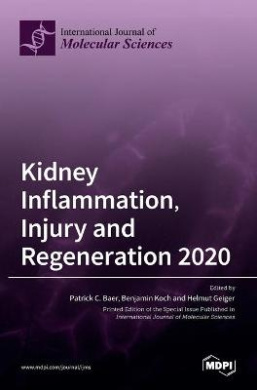 International Journal of
Molecular Sciences
Kidney
Inflammation,
Injury and
Regeneration 2020
Edited by
Patrick C. Baer, Benjamin Koch and Helmut Geiger
Printed Edition of the Special Issue Published in
International Journal of Molecular Sciences
www.mdpi.com/journal/ijms
MDPI